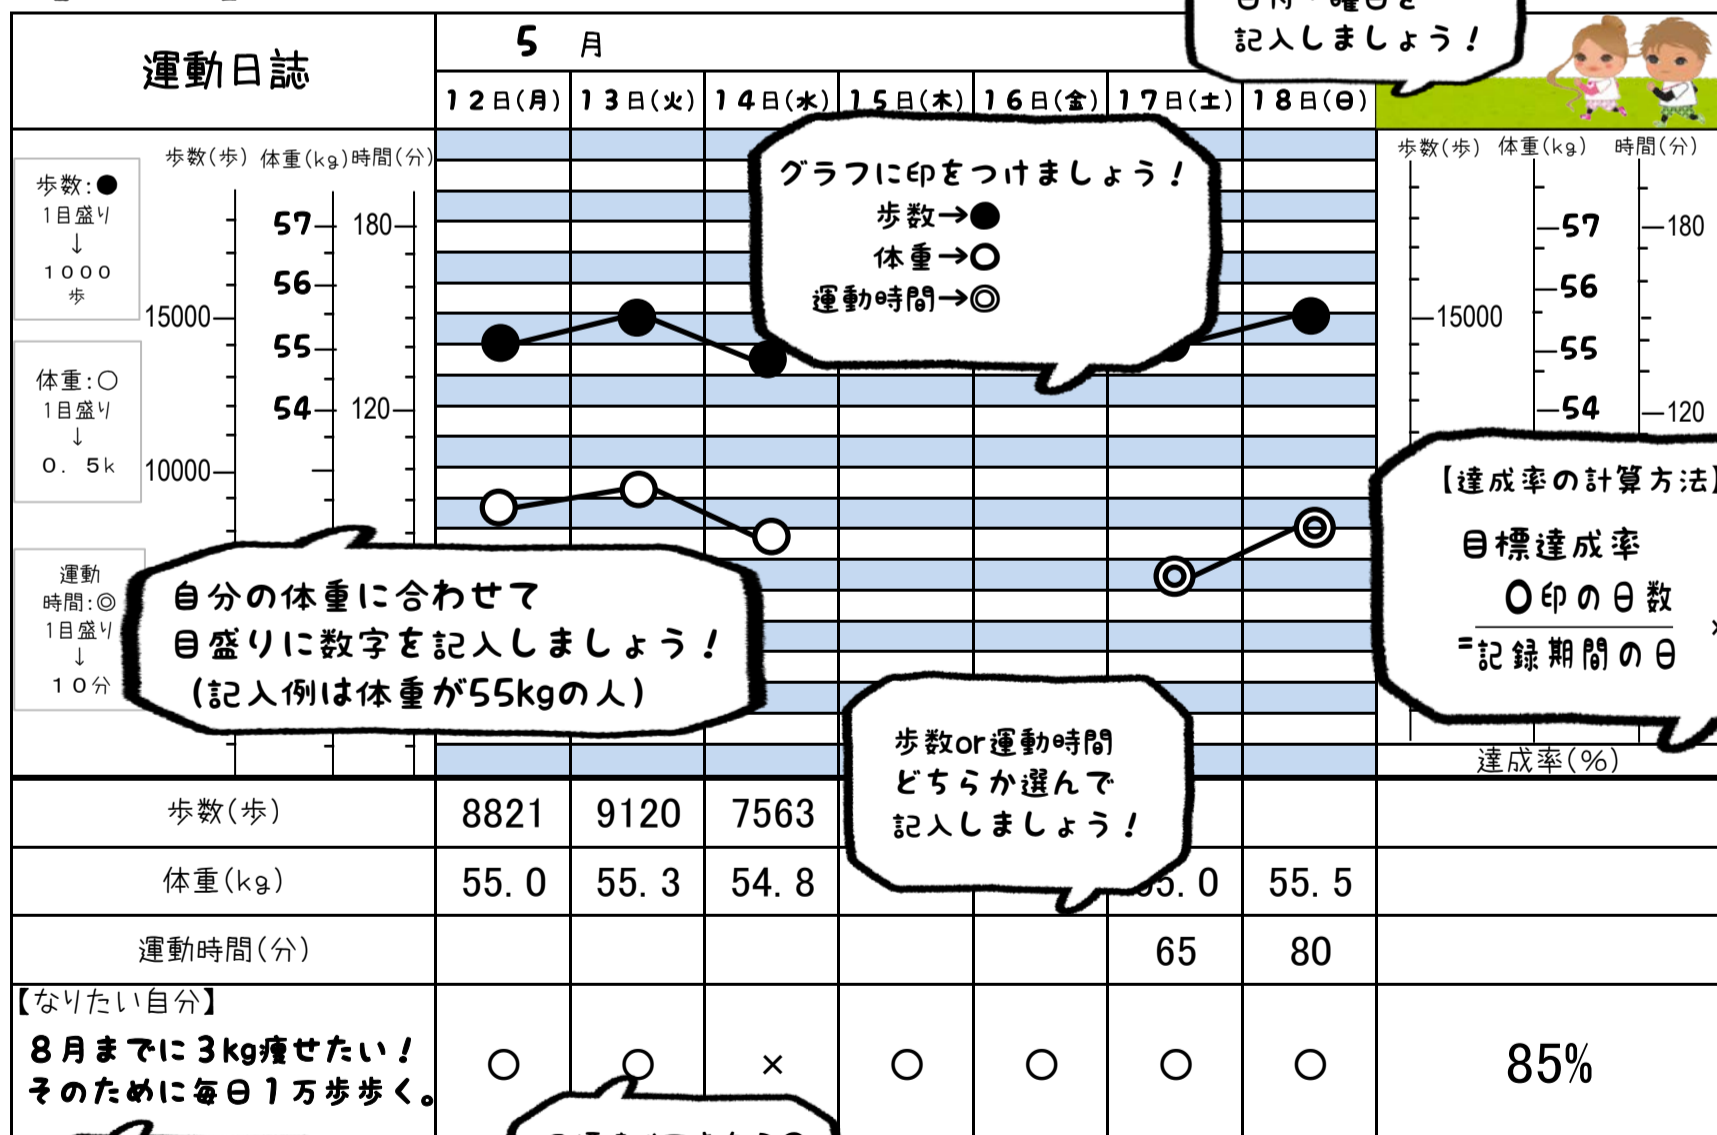 日付・曜日を
記入しましょう！
運動日誌
5 月
12日(月) 13日(火) 14日(水) 15日(木) 16日(金) 17日(土) 18日(日)
歩数(歩) 体重(kg) 時間(分)
歩数(歩) 体重(kg) 時間(分)
歩数:●
1目盛り
↓
1000
歩
体重:○
1目盛り
↓
0. 5k
運動
時間:◎
1目盛り
↓
10分
57 180
56
15000
55
54 120
10000
グラフに印をつけましょう！
歩数→●
体重→○
運動時間→◎
57 180
56
15000
55
54 120
【達成率の計算方法】
目標達成率
○印の日数
=記録期間の日
自分の体重に合わせて
目盛りに数字を記入しましょう！
(記入例は体重が55kgの人)
歩数or運動時間
どちらか選んで
記入しましょう！
達成率(%)
歩数(歩) 8821 9120 7563
体重(kg) 55. 0 55. 3 54. 8 5. 0 55. 5
運動時間(分) 65 80
【なりたい自分】
8月までに3kg痩せたい！
そのために毎日1万歩歩く。
○ ○ × ○ ○ ○ ○ 85%